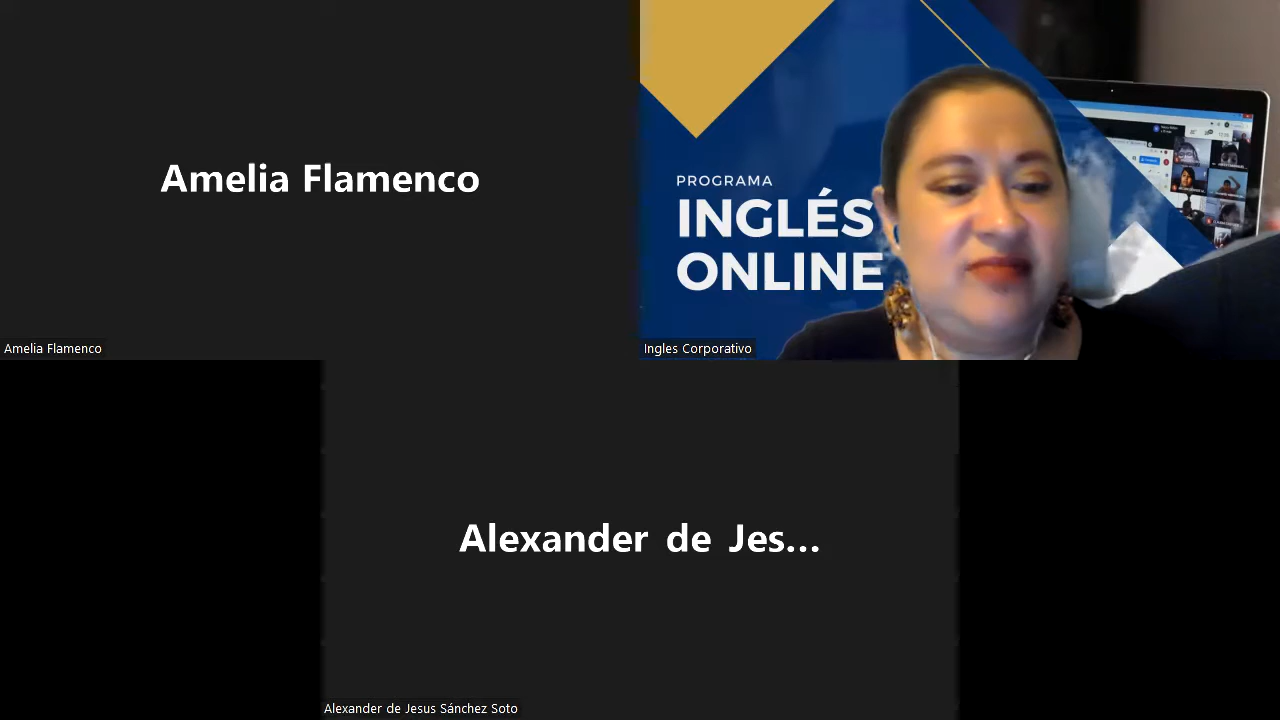 Amelia Flamenco
Amelia Flamenco
PROGRAMA
INGLÉS
ONLINE
Ingles Corporativo
Alexander de Jes...
Alexander de Jesus Sánchez Soto